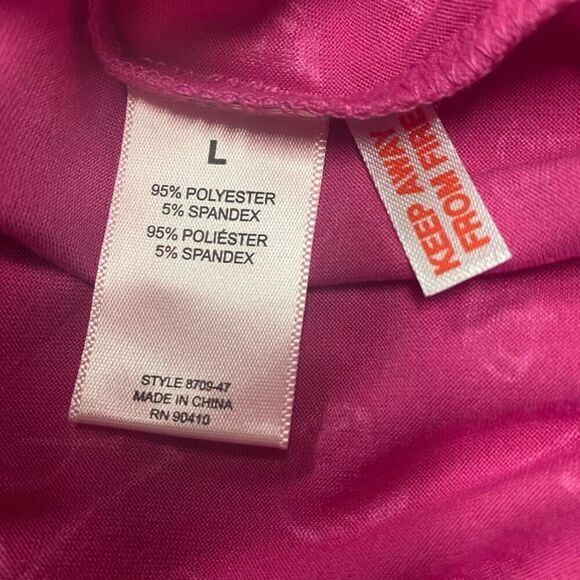 L
95% POLYESTER
5% SPANDEX
95% POLIÉSTER
5% SPANDEX
STYLE 8709-47
MADE IN CHINA
RN 90410
KEEP AWAY
FROM FIRE